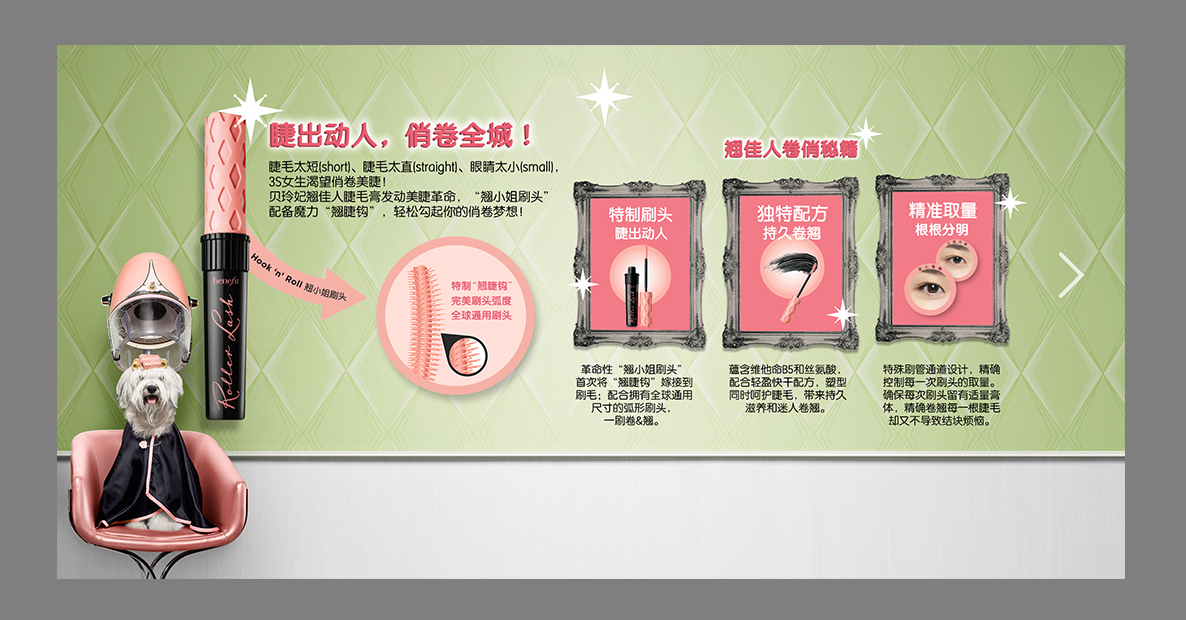 睫出动人，俏卷全城！
睫毛太短(short)、睫毛太直(straight)、眼睛太小(small)，
3S女生渴望俏卷美睫！
贝玲妃翘佳人睫毛膏发动美睫革命，“翘小姐刷头”
配备魔力“翘睫钩”，轻松勾起你的俏卷梦想！
benefit
Roller Lash
Hook 'n' Roll 翘小姐刷头
特制“翘睫钩”
完美刷头弧度
全球通用刷头
翘佳人卷俏秘籍
特制刷头
睫出动人
Roller Lash
革命性“翘小姐刷头”
首次将“翘睫钩”嫁接到
刷毛；配合拥有全球通用
尺寸的弧形刷头，
一刷卷&翘。
独特配方
持久卷翘
蕴含维他命B5和丝氨酸，
配合轻盈快干配方，塑型
同时呵护睫毛，带来持久
滋养和迷人卷翘。
精准取量
根根分明
特殊刷管通道设计，精确
控制每一次刷头的取量。
确保每次刷头留有适量膏
体，精确卷翘每一根睫毛
却又不导致结块烦恼。